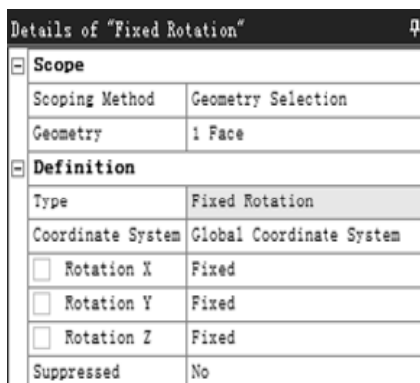 Details of "Fixed Rotation"
Scope
Scoping Method Geometry Selection
Geometry 1 Face
Definition
Type Fixed Rotation
Coordinate System Global Coordinate System
Rotation X Fixed
Rotation Y Fixed
Rotation Z Fixed
Suppressed No